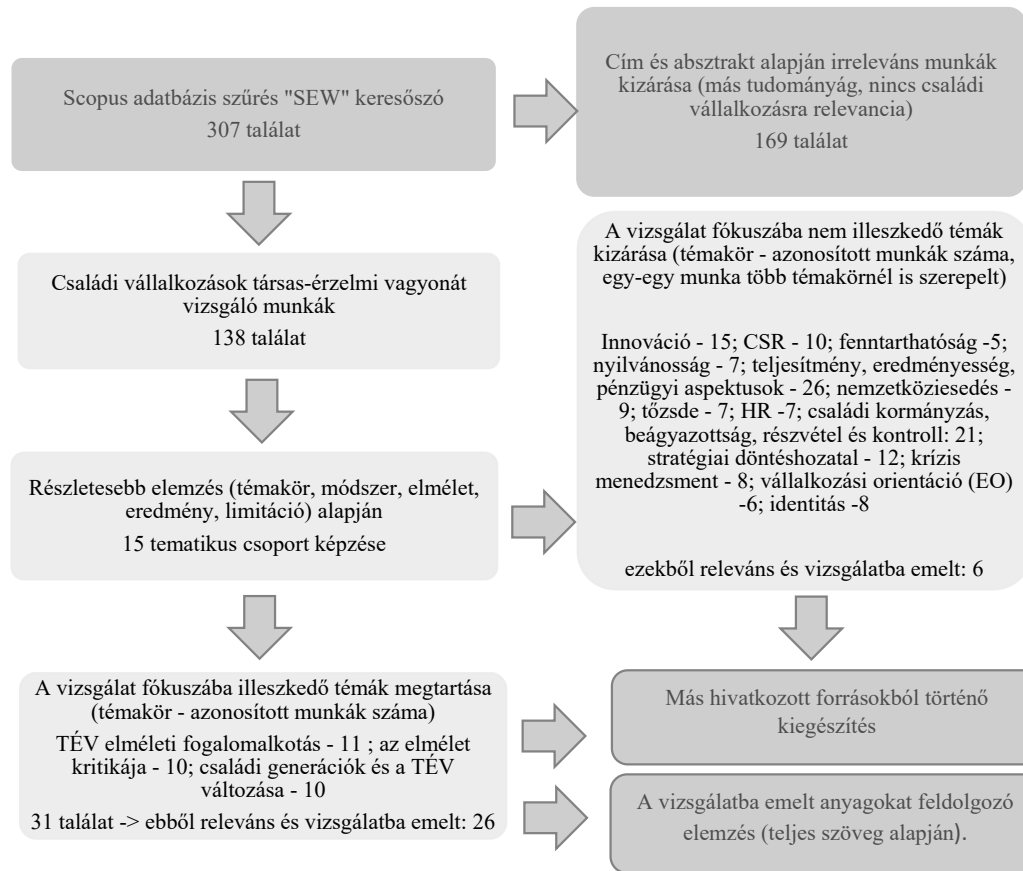 Scopus adatbázis szűrés "SEW" keresőszó
307 találat
Cím és absztrakt alapján irreleváns munkák
kizárása (más tudományág, nincs családi
vállalkozásra relevancia)
169 találat
Családi vállalkozások társas-érzelmi vagyonát
vizsgáló munkák
138 találat
A vizsgálat fókuszába nem illeszkedő témák
kizárása (témakör - azonosított munkák száma,
egy-egy munka több témakörnél is szerepelt)
Innováció - 15; CSR - 10; fenntarthatóság -5;
nyilvánosság - 7; teljesítmény, eredményesség,
pénzügyi aspektusok - 26; nemzetköziesedés -
9; tőzsde - 7; HR -7; családi kormányzás,
beágyazottság, részvétel és kontroll: 21;
stratégiai döntéshozatal - 12; krízis
menedzsment - 8; vállalkozási orientáció (EO)
-6; identitás -8
ezekből releváns és vizsgálatba emelt: 6
Részletesebb elemzés (témakör, módszer, elmélet,
eredmény, limitáció) alapján
15 tematikus csoport képzése
A vizsgálat fókuszába illeszkedő témák megtartása
(témakör - azonosított munkák száma)
TÉV elméleti fogalomalkotás - 11 ; az elmélet
kritikája - 10; családi generációk és a TÉV
változása - 10
31 találat -> ebből releváns és vizsgálatba emelt: 26
Más hivatkozott forrásokból történő
kiegészítés
A vizsgálatba emelt anyagokat feldolgozó
elemzés (teljes szöveg alapján).